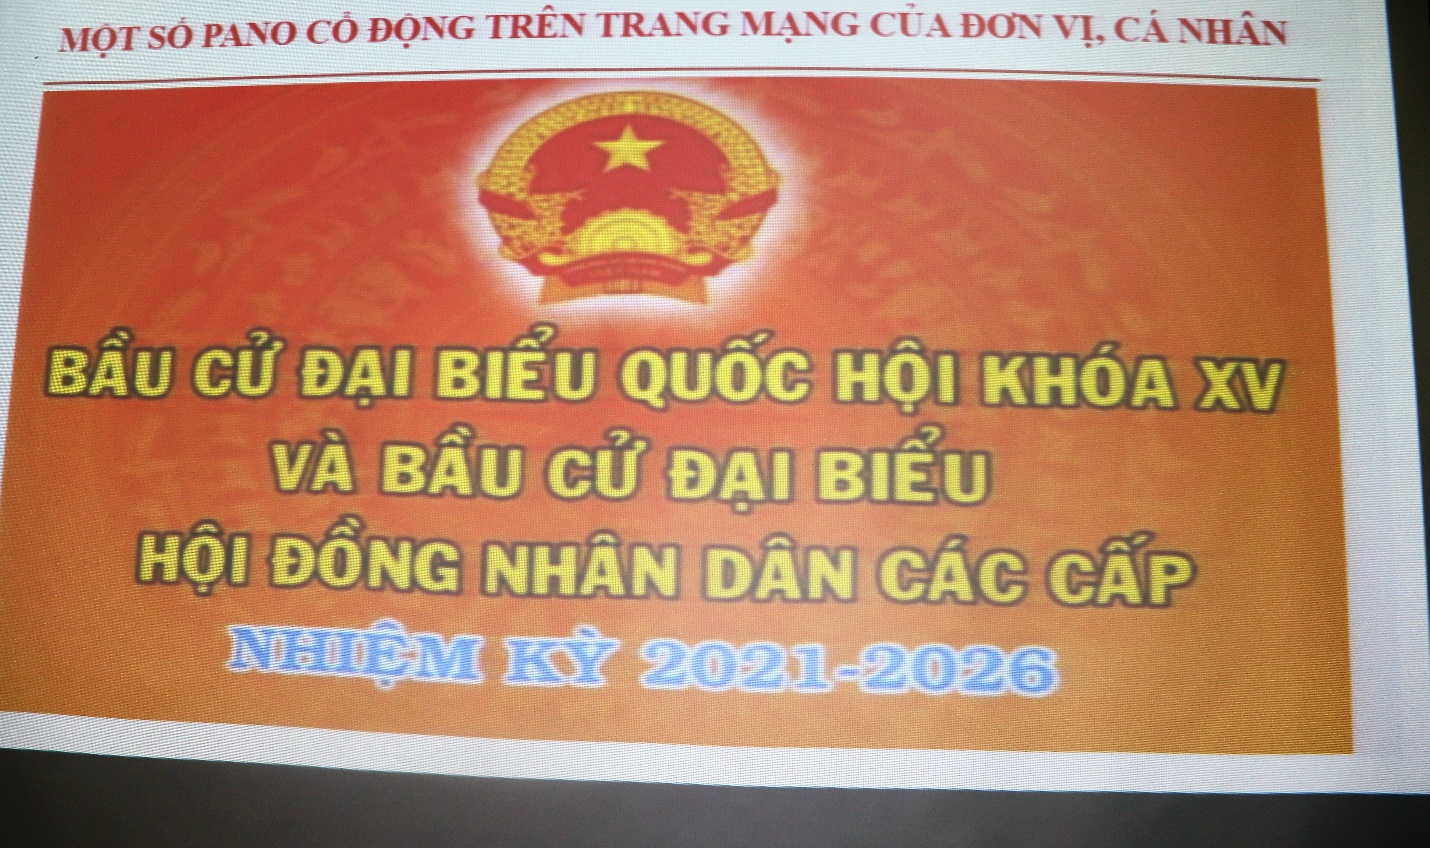 MỘT SỐ PANO CỔ ĐỘNG TRÊN TRANG MẠNG CỦA ĐƠN VỊ, CÁ NHÂN
BẦU CỬ ĐẠI BIỂU QUỐC HỘI KHÓA XV
VÀ BẦU CỬ ĐẠI BIỂU
HỘI ĐỒNG NHÂN DÂN CÁC CẤP
NHIỆM KỲ 2021-2026